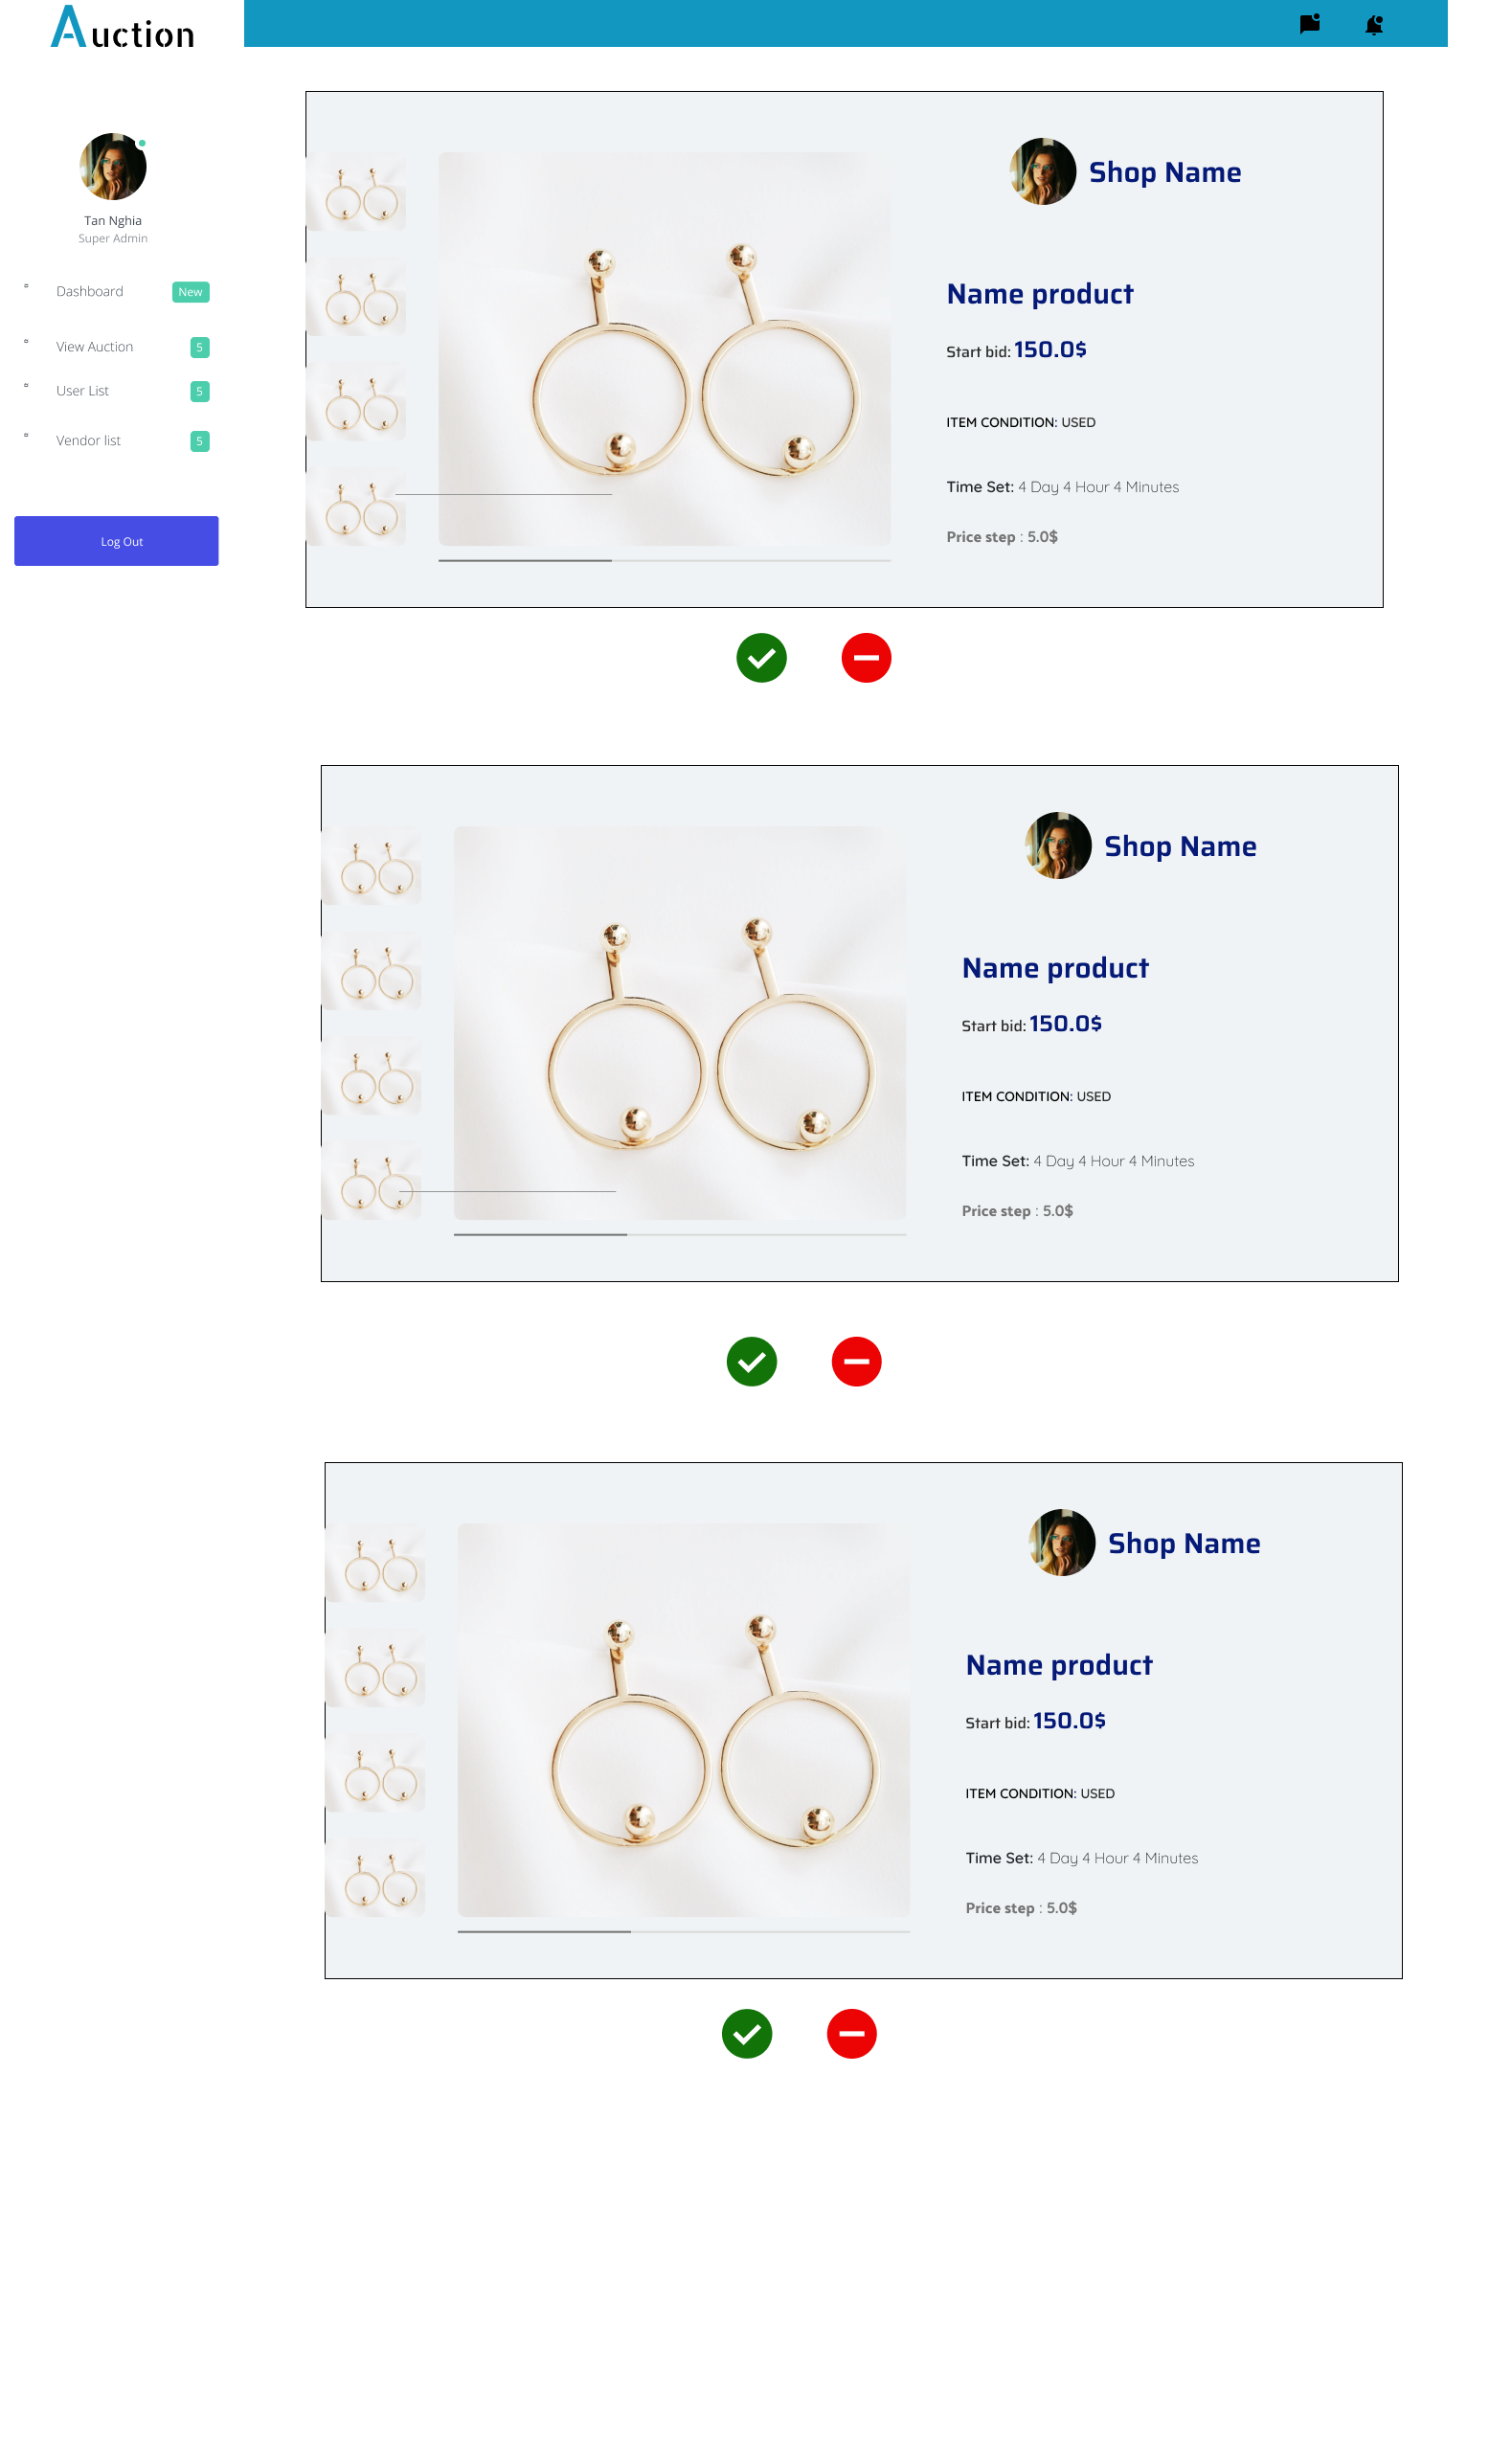 Auction
Tan Nghia
Super Admin
Dashboard New
View Auction 5
User List 5
Vendor list 5
Log Out
Shop Name
Name product
Start bid: 150.0$
ITEM CONDITION: USED
Time Set: 4 Day 4 Hour 4 Minutes
Price step : 5.0$
Shop Name
Name product
Start bid: 150.0$
ITEM CONDITION: USED
Time Set: 4 Day 4 Hour 4 Minutes
Price step : 5.0$
Shop Name
Name product
Start bid: 150.0$
ITEM CONDITION: USED
Time Set: 4 Day 4 Hour 4 Minutes
Price step : 5.0$